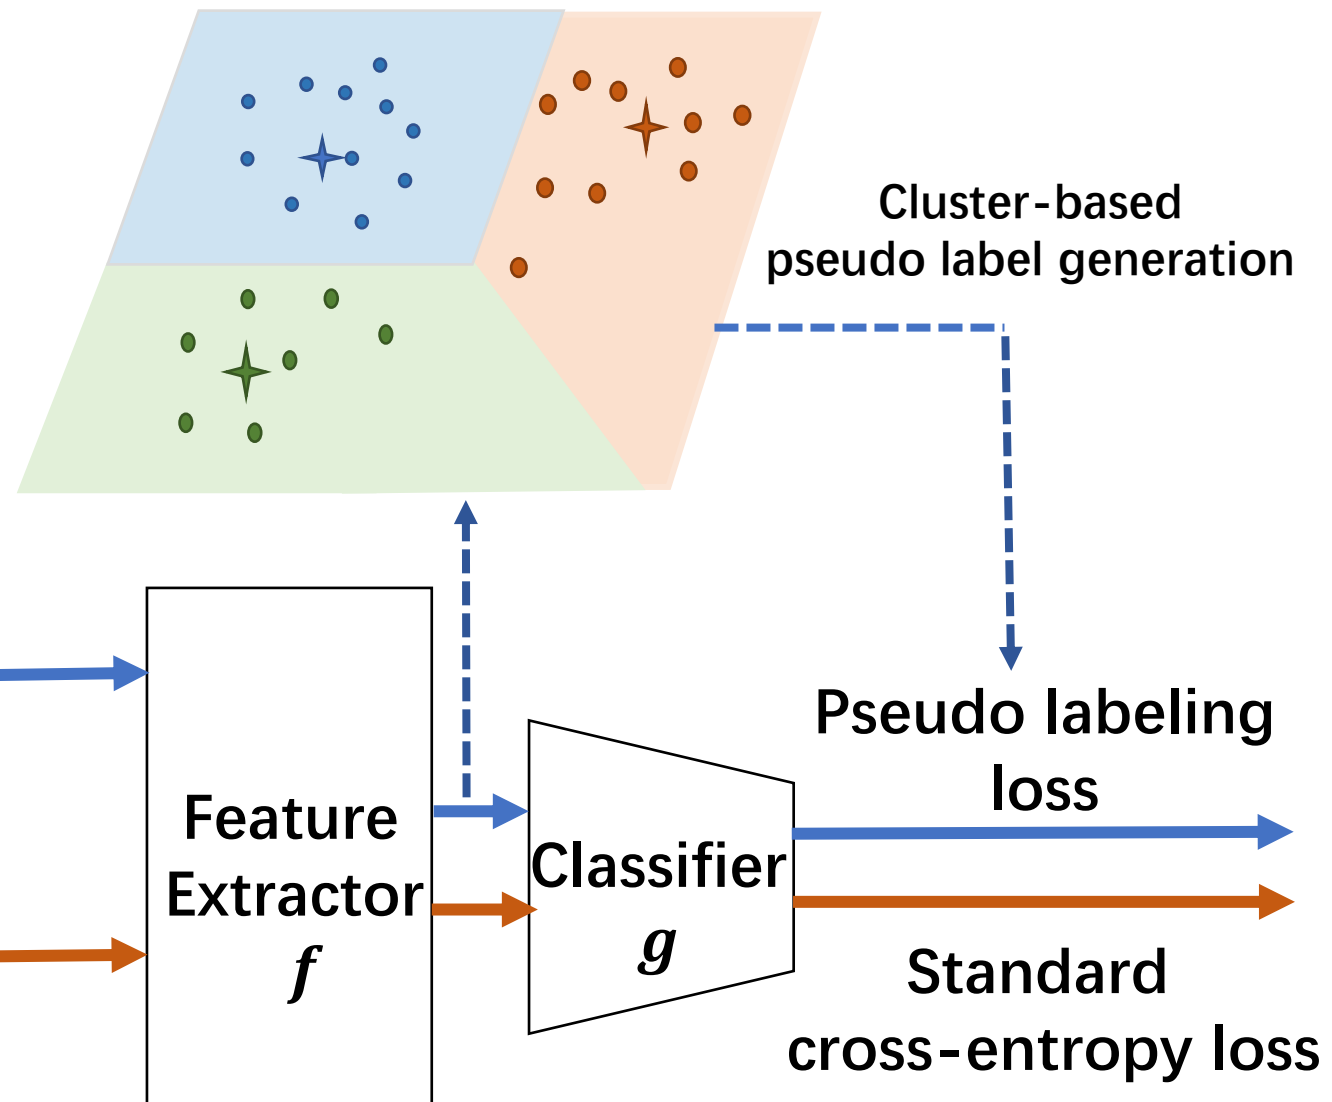 Cluster-based
pseudo label generation
Pseudo labeling
loss
Feature
Extractor
f
Classifier
g
Standard
cross-entropy loss